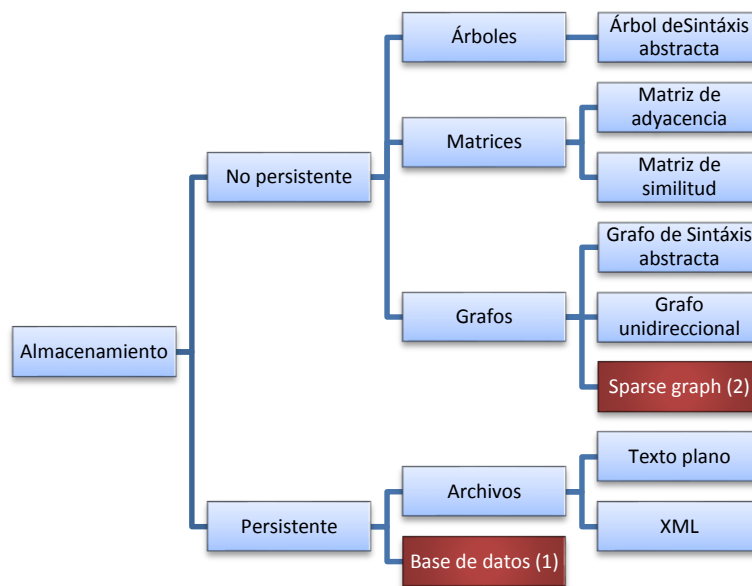 Árboles
Árbol deSintáxis
abstracta
Matriz de
adyacencia
Matrices
No persistente
Matriz de
similitud
Grafo de Sintáxis
abstracta
Grafos
Grafo
unidireccional
Almacenamiento
Sparse graph (2)
Texto plano
Archivos
Persistente
XML
Base de datos (1)